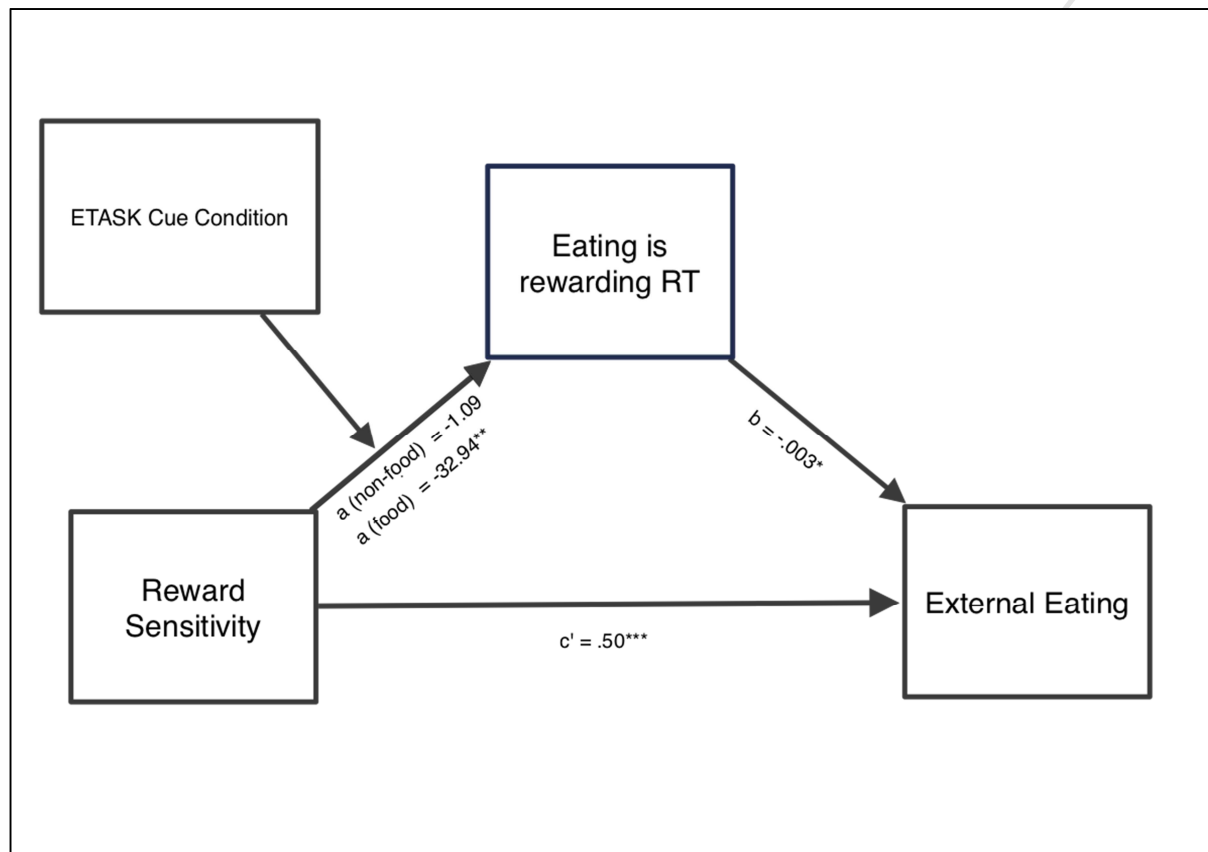 ETASK Cue Condition
Eating is
rewarding RT
a (non-food) = -1.09
a (food) = -32.94**
b = -.003*
Reward
Sensitivity
External Eating
c' = .50***